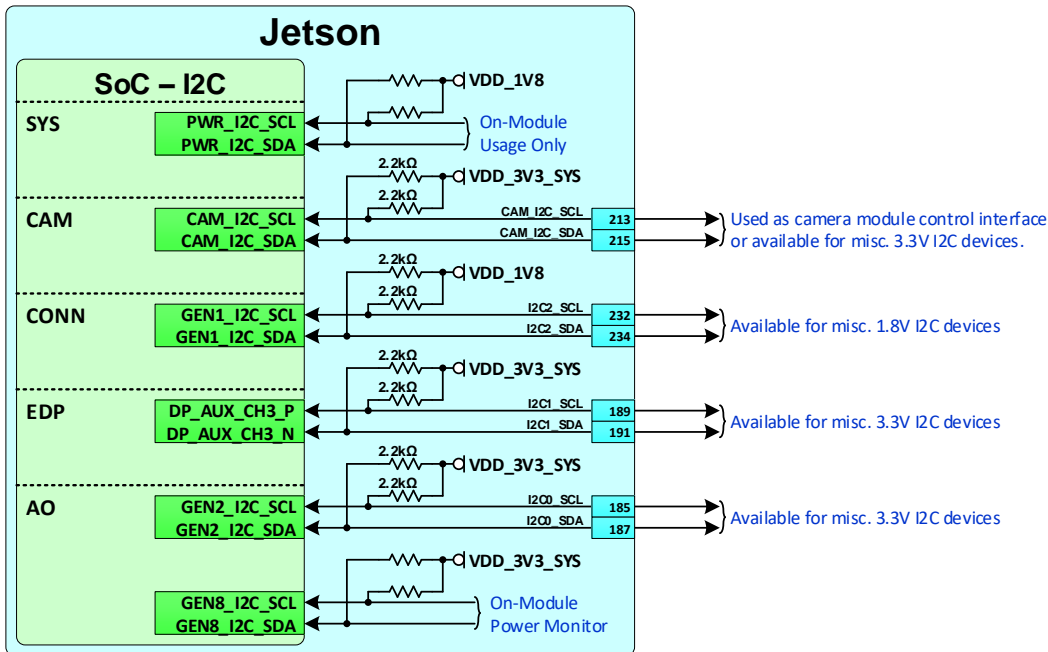 Jetson
SoC – I2C
VDD_1V8
SYS
PWR_I2C_SCL
PWR_I2C_SDA
On-Module
Usage Only
2.2kΩ
VDD_3V3_SYS
2.2kΩ
CAM
CAM_I2C_SCL
CAM_I2C_SDA
CAM_I2C_SCL
213
CAM_I2C_SDA
215
Used as camera module control interface
or available for misc. 3.3V I2C devices.
2.2kΩ
VDD_1V8
2.2kΩ
CONN
GEN1_I2C_SCL
GEN1_I2C_SDA
I2C2_SCL
232
I2C2_SDA
234
Available for misc. 1.8V I2C devices
2.2kΩ
VDD_3V3_SYS
2.2kΩ
EDP
DP_AUX_CH3_P
DP_AUX_CH3_N
I2C1_SCL
189
I2C1_SDA
191
Available for misc. 3.3V I2C devices
2.2kΩ
VDD_3V3_SYS
2.2kΩ
AO
GEN2_I2C_SCL
GEN2_I2C_SDA
I2C0_SCL
185
I2C0_SDA
187
Available for misc. 3.3V I2C devices
VDD_3V3_SYS
GEN8_I2C_SCL
GEN8_I2C_SDA
On-Module
Power Monitor